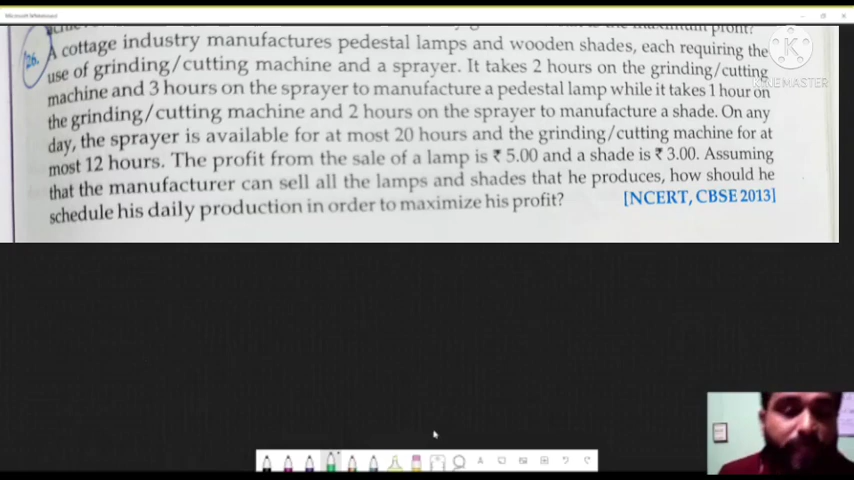 Microsoft Whiteboard
maximum profit?
26. A cottage industry manufactures pedestal lamps and wooden shades, each requiring the
use of grinding/cutting machine and a sprayer. It takes 2 hours on the grinding/cutting
machine and 3 hours on the sprayer to manufacture a pedestal lamp while it takes 1 hour on
the grinding/cutting machine and 2 hours on the sprayer to manufacture a shade. On any
day, the sprayer is available for at most 20 hours and the grinding/cutting machine for at
most 12 hours. The profit from the sale of a lamp is ₹ 5.00 and a shade is ₹ 3.00. Assuming
that the manufacturer can sell all the lamps and shades that he produces, how should he
schedule his daily production in order to maximize his profit? [NCERT, CBSE 2013]
K
KINEMASTER